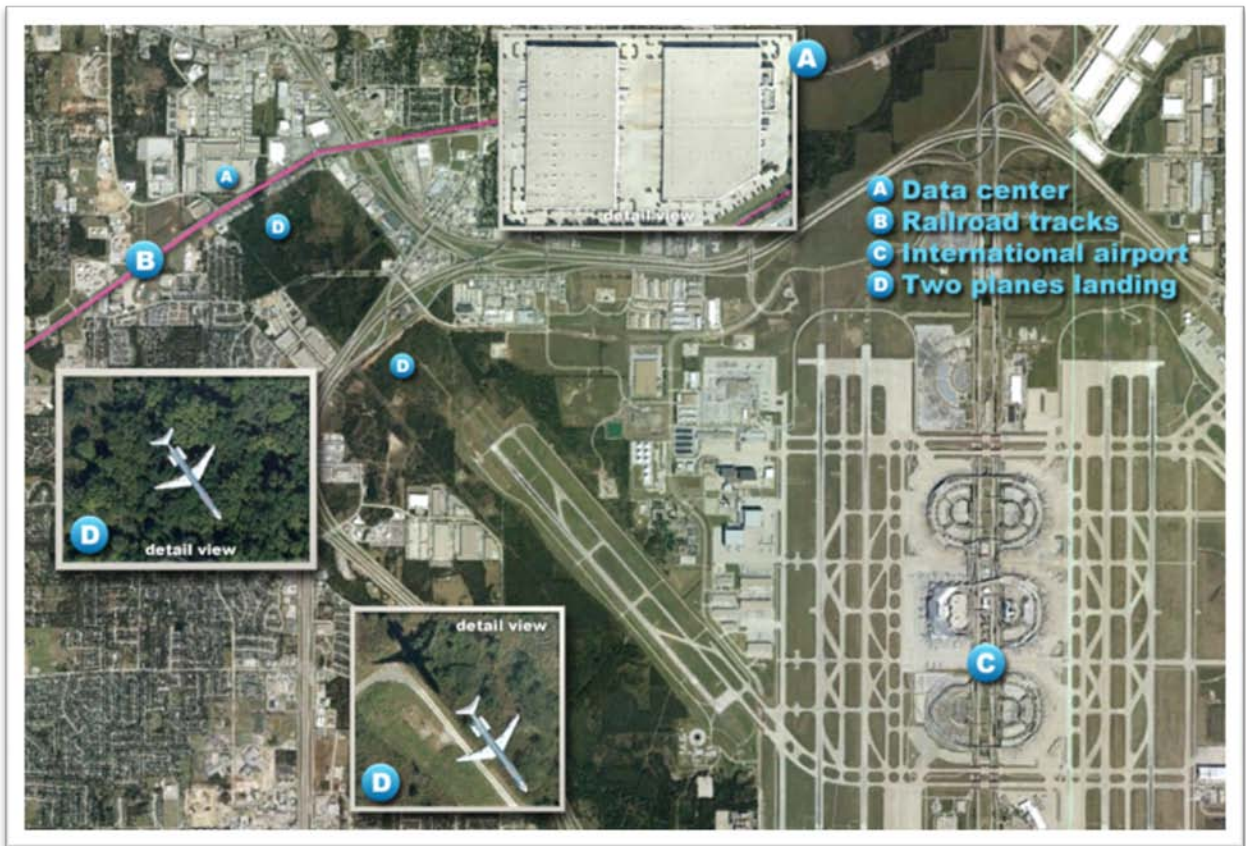 A
detail view
A
D
B
A Data center
B Railroad tracks
C International airport
D Two planes landing
D
D
detail view
detail view
D
C